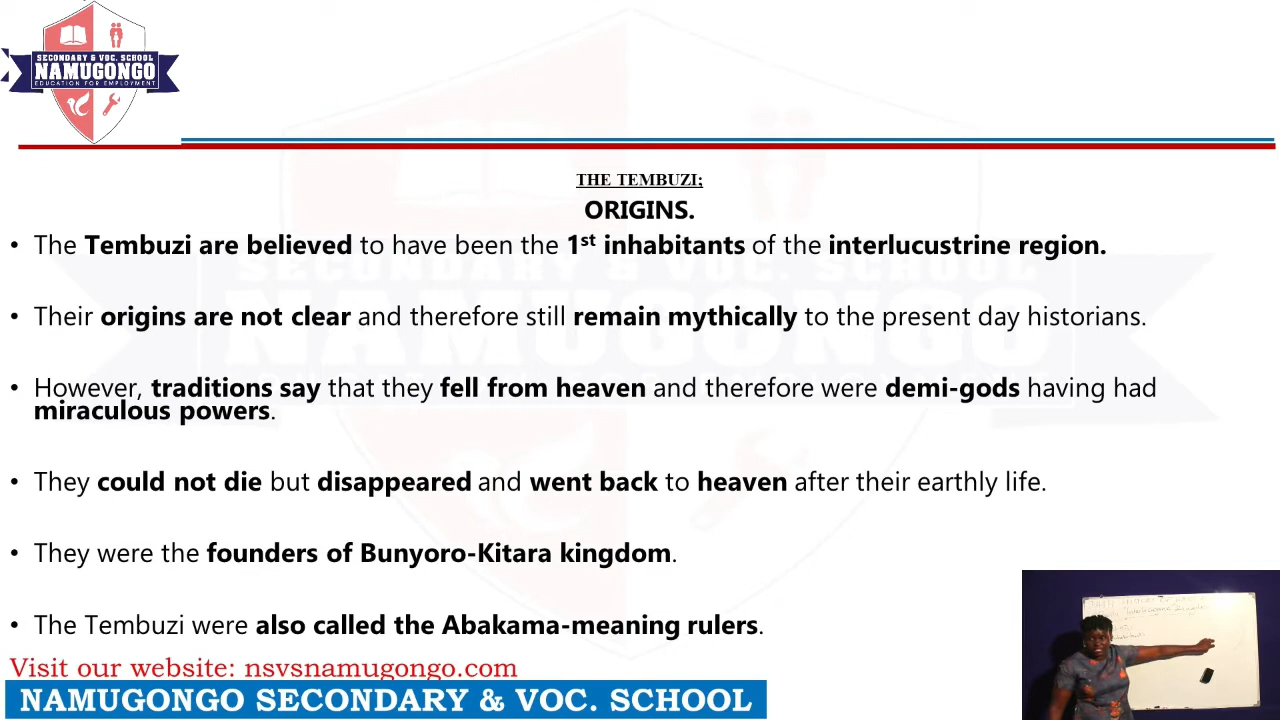 SECONDARY & VOC. SCHOOL
NAMUGONGO
EDUCATION FOR EMPLOYMENT
THE TEMBUZI;
ORIGINS.
• The Tembuzi are believed to have been the 1st inhabitants of the interlucustrine region.
• Their origins are not clear and therefore still remain mythically to the present day historians.
• However, traditions say that they fell from heaven and therefore were demi-gods having had
miraculous powers.
• They could not die but disappeared and went back to heaven after their earthly life.
• They were the founders of Bunyoro-Kitara kingdom.
• The Tembuzi were also called the Abakama-meaning rulers.
Visit our website: nsvsnamugongo.com
NAMUGONGO SECONDARY & VOC. SCHOOL